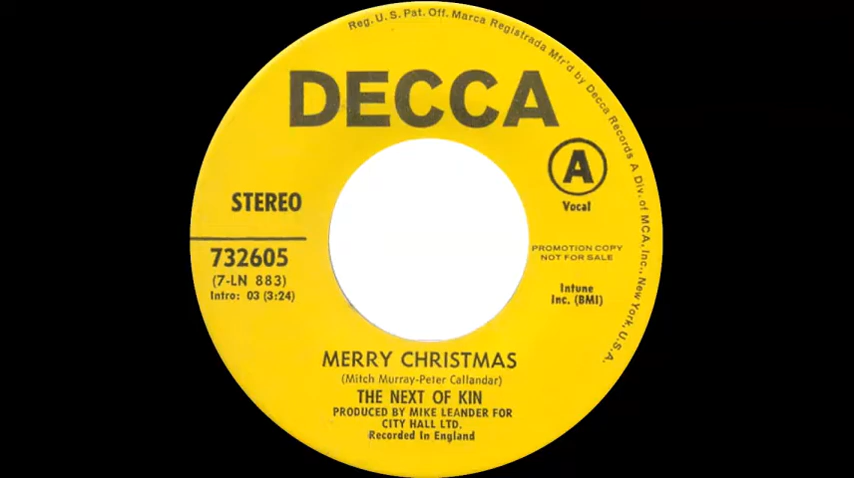 Reg. U. S. Pat. Off. Marca Registrada Mfr'd by Decca Records A Div. of MCA, Inc., New York, U.S.A.
DECCA
A
Vocal
STEREO
732605
(7-LN 883)
Intro: 03 (3:24)
PROMOTION COPY
NOT FOR SALE
Intune
Inc. (BMI)
MERRY CHRISTMAS
(Mitch Murray-Peter Callandar)
THE NEXT OF KIN
PRODUCED BY MIKE LEANDER FOR
CITY HALL LTD.
Recorded In England